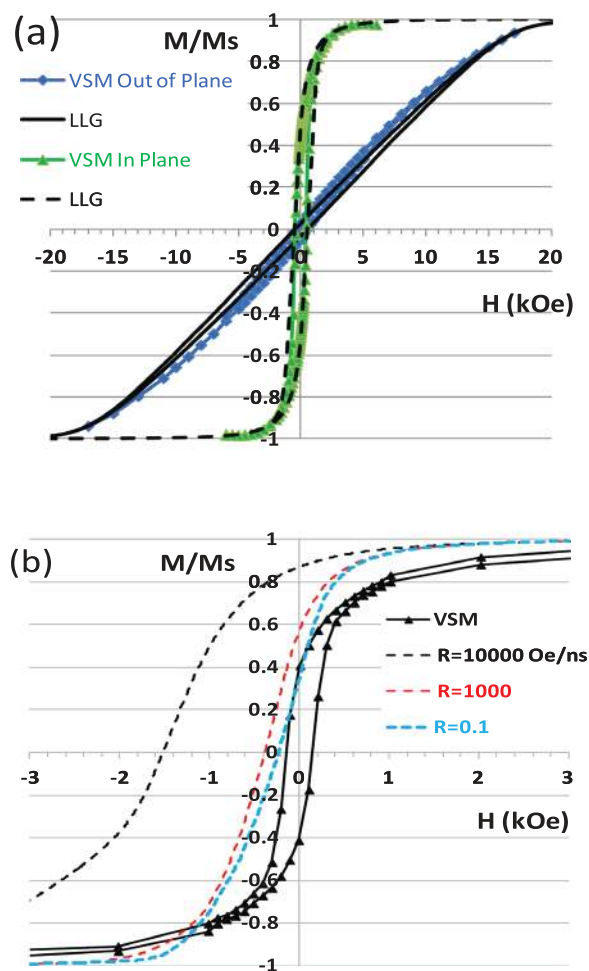 (a)
M/Ms
VSM Out of Plane
LLG
VSM In Plane
LLG
1
0.8
0.6
0.4
0.2
0
-0.2
-0.4
-0.6
-0.8
-1
-20 -15 -10 -5 0 5 10 15 20
H (kOe)
(b)
M/Ms
1
0.8
0.6
0.4
0.2
0
-0.2
-0.4
-0.6
-0.8
-1
VSM
R=10000 Oe/ns
R=1000
R=0.1
-3 -2 -1 0 1 2 3
H (kOe)